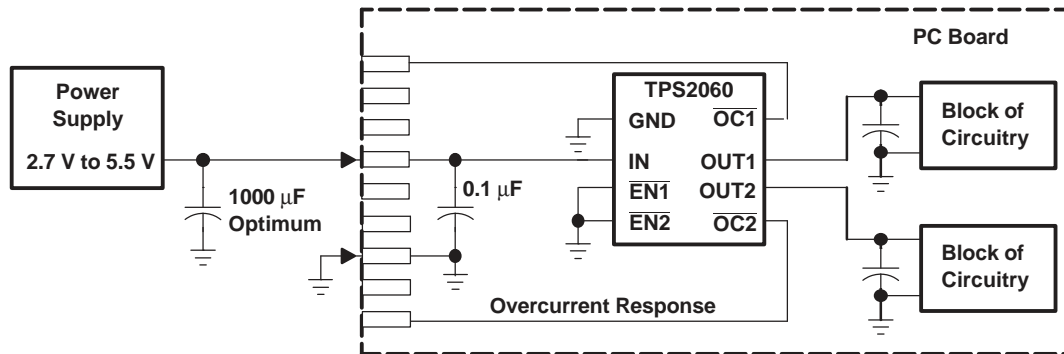 PC Board
Power
Supply
2.7 V to 5.5 V
1000 μF
Optimum
0.1 μF
TPS2060
GND
IN
EN1
EN2
OC1
OUT1
OUT2
OC2
Overcurrent Response
Block of
Circuitry
Block of
Circuitry